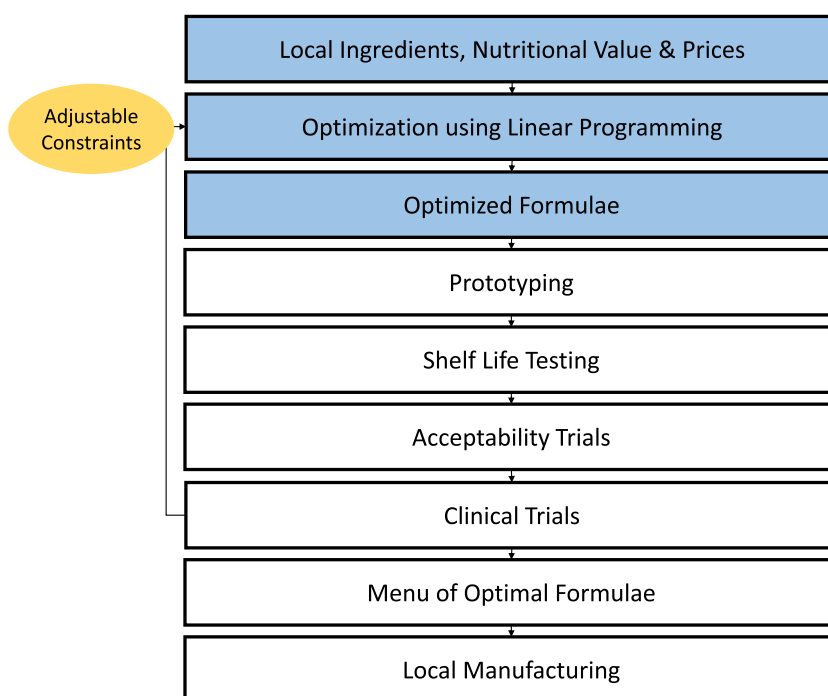 Local Ingredients, Nutritional Value & Prices
Adjustable
Constraints
Optimization using Linear Programming
Optimized Formulae
Prototyping
Shelf Life Testing
Acceptability Trials
Clinical Trials
Menu of Optimal Formulae
Local Manufacturing